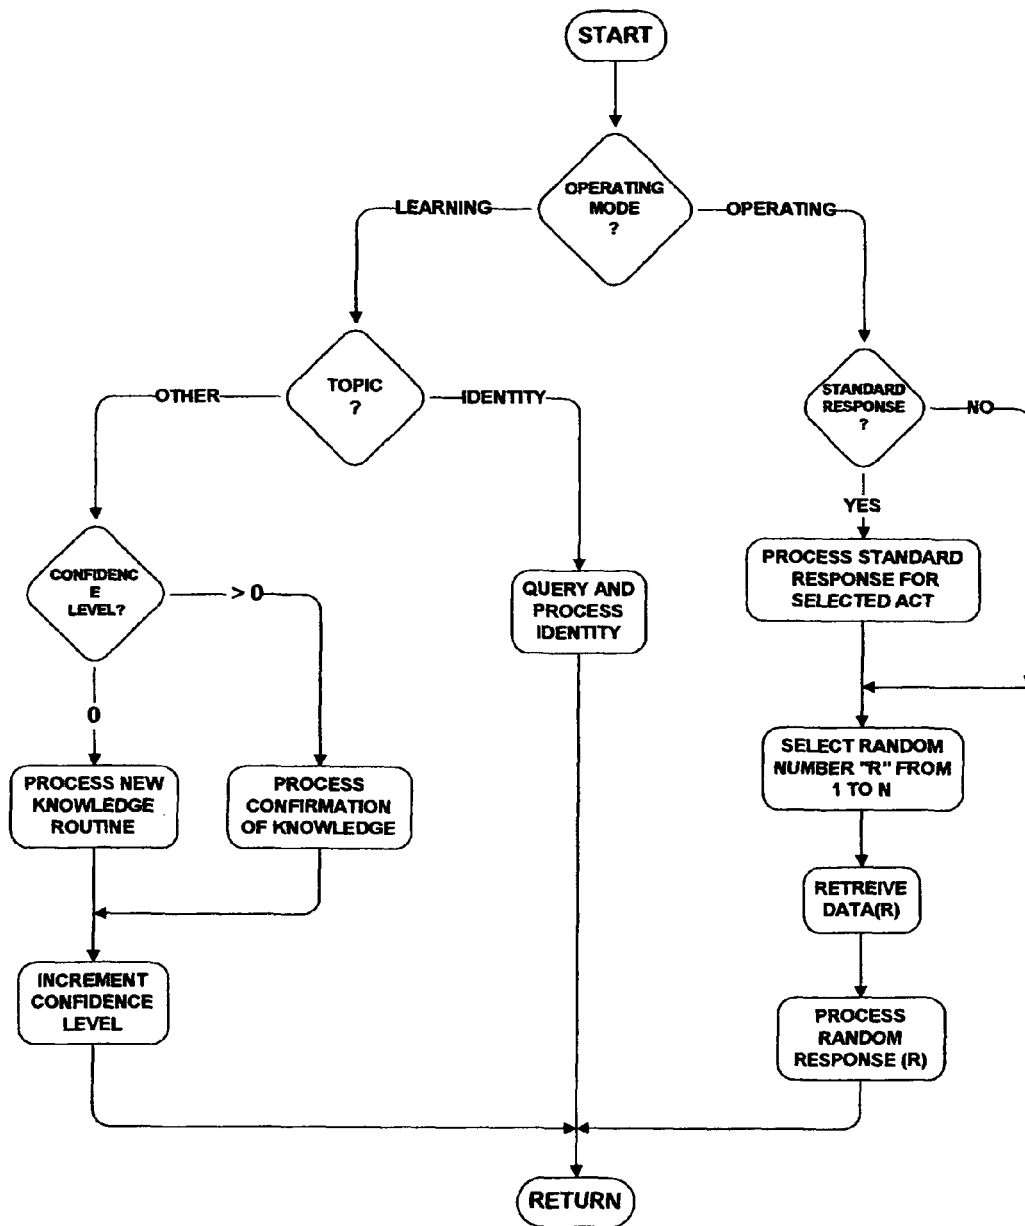 START
OPERATING
MODE
?
LEARNING
OPERATING
TOPIC
?
OTHER
IDENTITY
STANDARD
RESPONSE
?
NO
YES
CONFIDENC
E
LEVEL?
> 0
0
QUERY AND
PROCESS
IDENTITY
PROCESS STANDARD
RESPONSE FOR
SELECTED ACT
PROCESS NEW
KNOWLEDGE
ROUTINE
PROCESS
CONFIRMATION
OF KNOWLEDGE
SELECT RANDOM
NUMBER "R" FROM
1 TO N
RETREIVE
DATA(R)
INCREMENT
CONFIDENCE
LEVEL
PROCESS
RANDOM
RESPONSE (R)
RETURN